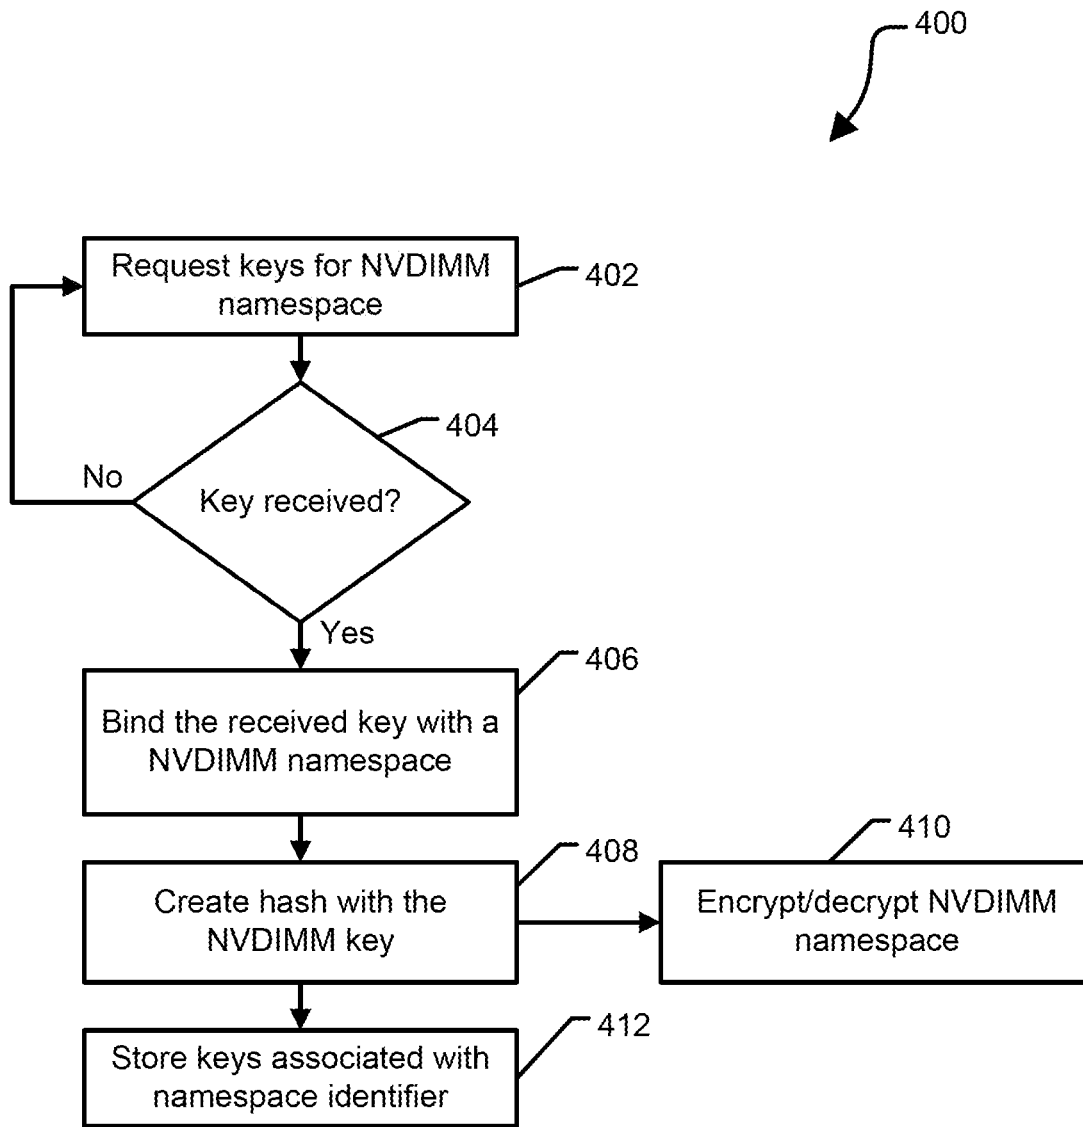 400
Request keys for NVDIMM
namespace
402
404
No
Key received?
Yes
406
Bind the received key with a
NVDIMM namespace
408
410
Create hash with the
NVDIMM key
Encrypt/decrypt NVDIMM
namespace
412
Store keys associated with
namespace identifier